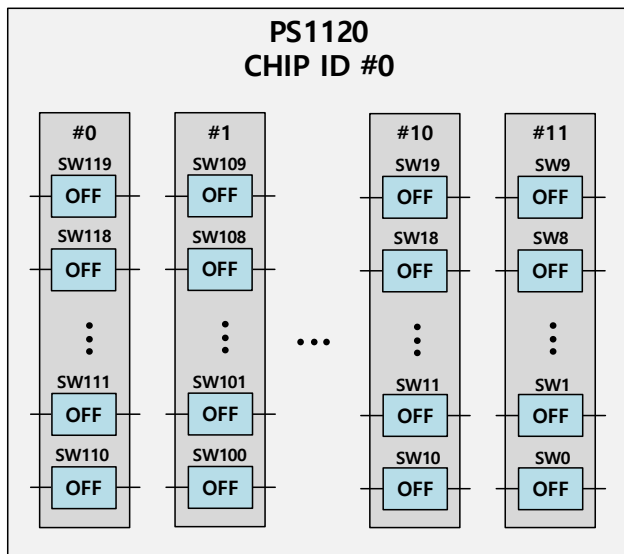 PS1120
CHIP ID #0
#0
SW119
OFF
SW118
OFF
SW111
OFF
SW110
OFF
#1
SW109
OFF
SW108
OFF
SW101
OFF
SW100
OFF
#10
SW19
OFF
SW18
OFF
SW11
OFF
SW10
OFF
#11
SW9
OFF
SW8
OFF
SW1
OFF
SW0
OFF